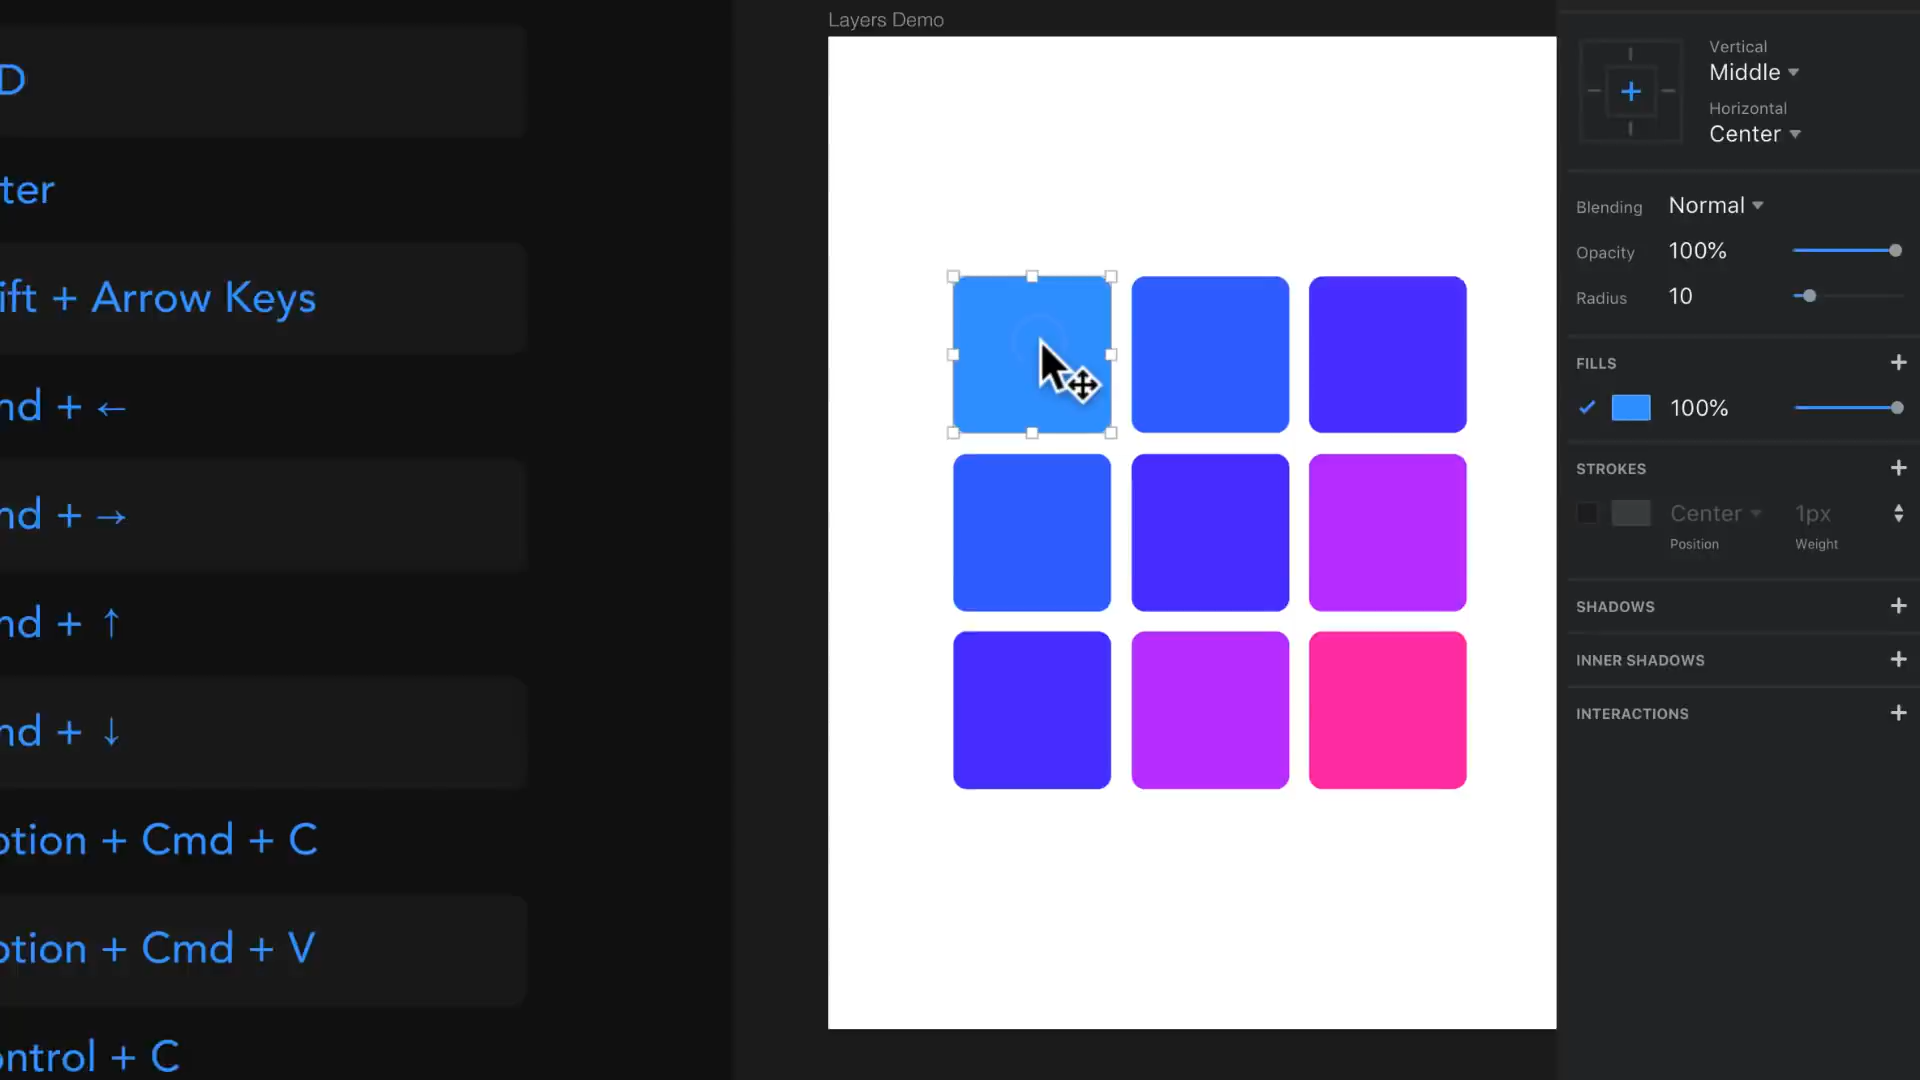 D
ter
ift + Arrow Keys
nd + ←
nd + →
nd + ↑
nd + ↓
ption + Cmd + C
ption + Cmd + V
ontrol + C
Layers Demo
Vertical
Middle
Horizontal
Center
Blending Normal
Opacity 100%
Radius 10
FILLS +
100%
STROKES +
Center 1px
Position Weight
SHADOWS +
INNER SHADOWS +
INTERACTIONS +